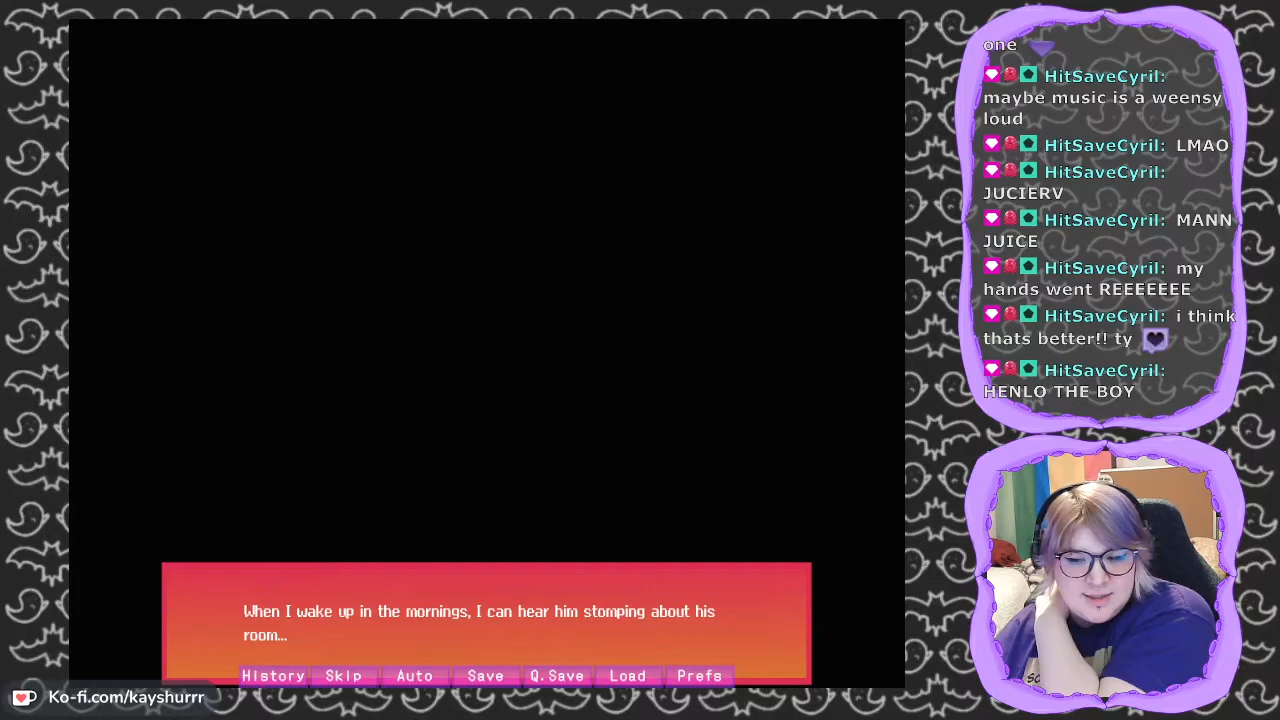 one
HitSaveCyril:
maybe music is a weensy
loud
HitSaveCyril: LMAO
HitSaveCyril:
JUCIERV
HitSaveCyril: MANN
JUICE
HitSaveCyril: my
hands went REEEEEEE
HitSaveCyril: i think
thats better!! ty
HitSaveCyril:
HENLO THE BOY
When I wake up in the mornings, I can hear him stomping about his
room...
History Skip Auto Save Q.Save Load Prefs
Ko-fi.com/kayshurrr